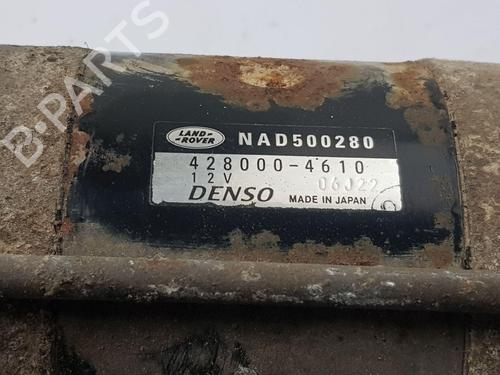 LAND-
ROVER
NAD500280
428000-4610
12V
06J22
DENSO
MADE IN JAPAN
B-Parts